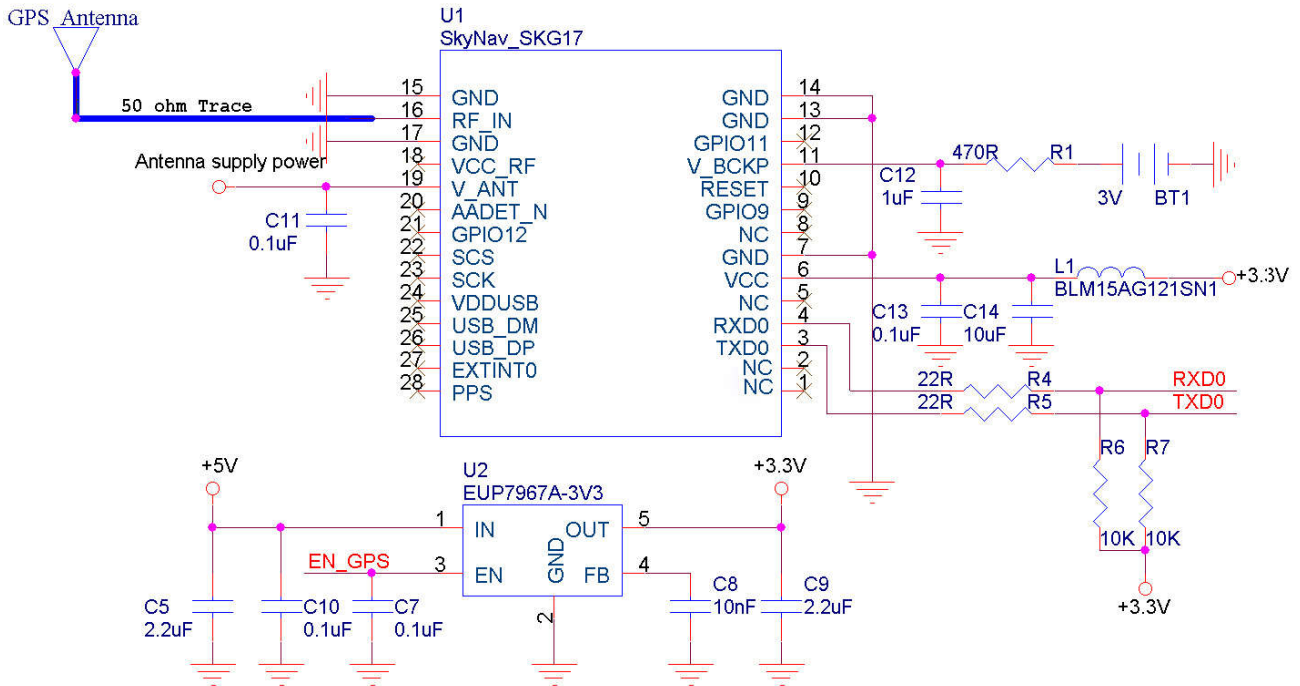 GPS Antenna
U1
SkyNav_SKG17
50 ohm Trace
Antenna supply power
15 GND
16 RF_IN
17 GND
18 VCC_RF
19 V_ANT
20 AADET_N
21 GPIO12
22 SCS
23 SCK
24 VDDUSB
25 USB_DM
26 USB_DP
27 EXTINT0
28 PPS
GND 14
GND 13
GPIO11 12
V_BCKP 11
RESET 10
GPIO9 9
NC 8
GND 7
VCC 6
NC 5
RXD0 4
TXD0 3
NC 2
NC 1
C11
0.1uF
470R R1
C12
1uF
3V BT1
L1
BLM15AG121SN1
+3.3V
C13
0.1uF
C14
10uF
22R R4
22R R5
RXD0
TXD0
R6 R7
10K 10K
+3.3V
+5V
U2
EUP7967A-3V3
+3.3V
1 IN
OUT 5
EN_GPS
3 EN
GND
FB 4
2
C5
2.2uF
C10
0.1uF
C7
0.1uF
C8
10nF
C9
2.2uF